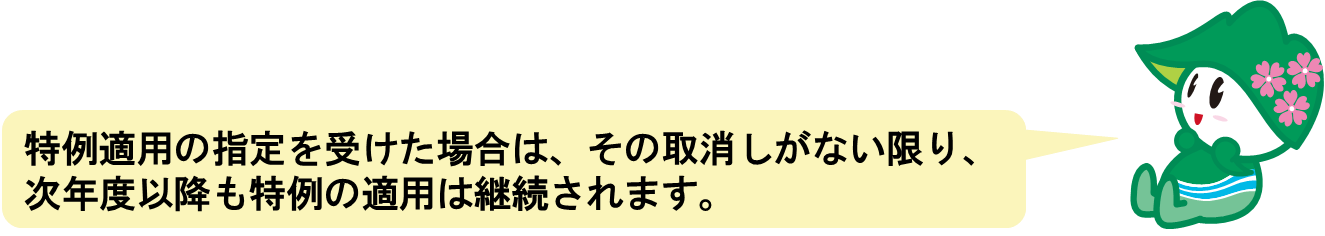 特例適用の指定を受けた場合は、その取消しがない限り、
次年度以降も特例の適用は継続されます。